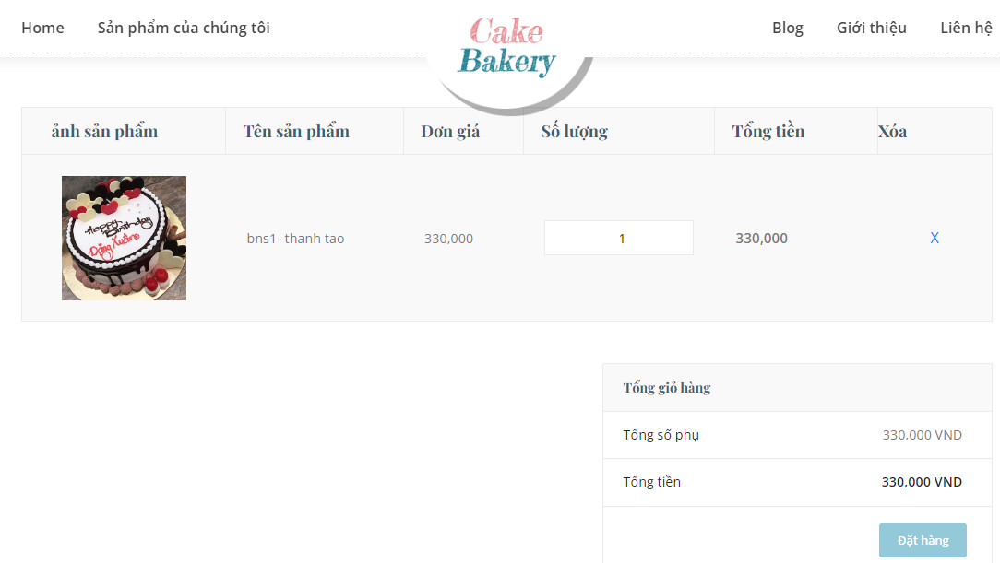 Home Sản phẩm của chúng tôi Cake Bakery Blog Giới thiệu Liên hệ
ảnh sản phẩm Tên sản phẩm Đơn giá Số lượng Tổng tiền Xóa
Happy
Birthday
Đặng Xuân
bns1- thanh tao 330,000 1 330,000 X
Tổng giỏ hàng
Tổng số phụ 330,000 VND
Tổng tiền 330,000 VND
Đặt hàng